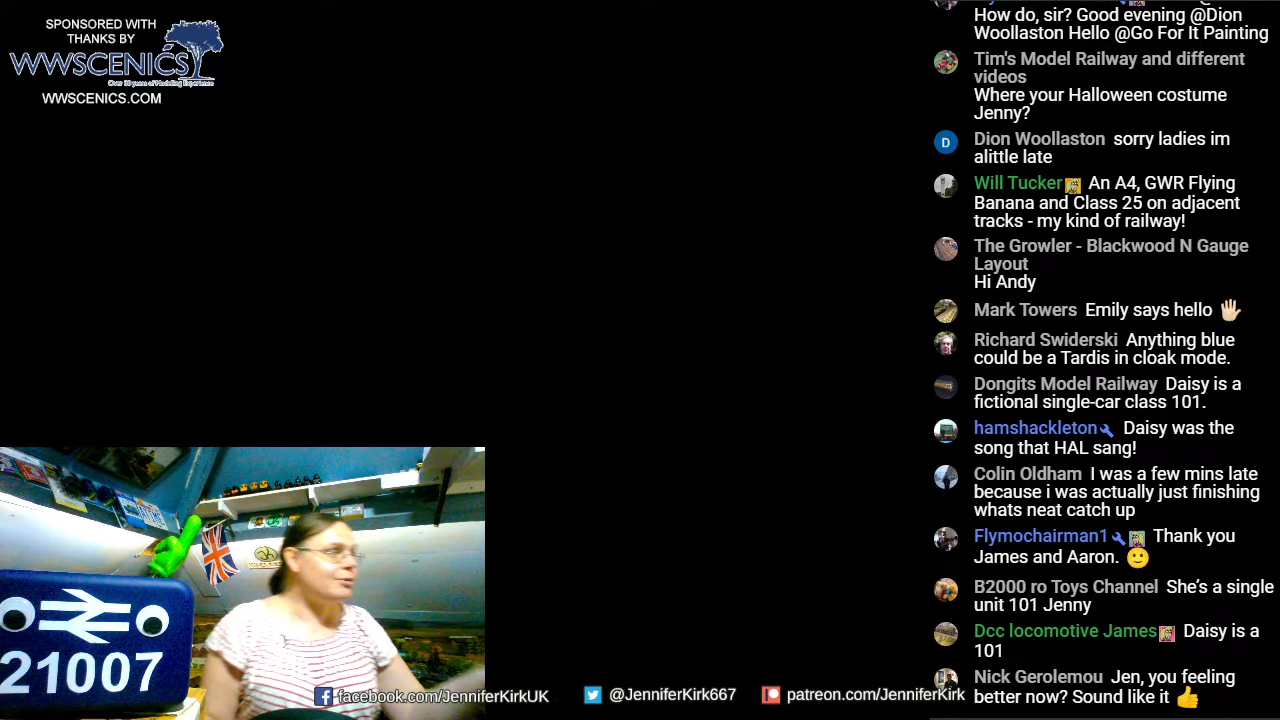 SPONSORED WITH
THANKS BY
WWSCENICS
Over 30 years of Modelling Experience
WWSCENICS.COM
How do, sir? Good evening @Dion
Woollaston Hello @Go For It Painting
Tim's Model Railway and different
videos
Where your Halloween costume
Jenny?
D
Dion Woollaston sorry ladies im
alittle late
Will Tucker An A4, GWR Flying
Banana and Class 25 on adjacent
tracks - my kind of railway!
The Growler - Blackwood N Gauge
Layout
Hi Andy
Mark Towers Emily says hello 🖐🏻
Richard Swiderski Anything blue
could be a Tardis in cloak mode.
Dongits Model Railway Daisy is a
fictional single-car class 101.
hamshackleton Daisy was the
song that HAL sang!
Colin Oldham I was a few mins late
because i was actually just finishing
whats neat catch up
Flymochairman1 Thank you
James and Aaron. 🙂
B2000 ro Toys Channel She's a single
unit 101 Jenny
Dcc locomotive James Daisy is a
101
Nick Gerolemou Jen, you feeling
better now? Sound like it 👍
21007
facebook.com/JenniferKirkUK
@JenniferKirk667
patreon.com/JenniferKirk